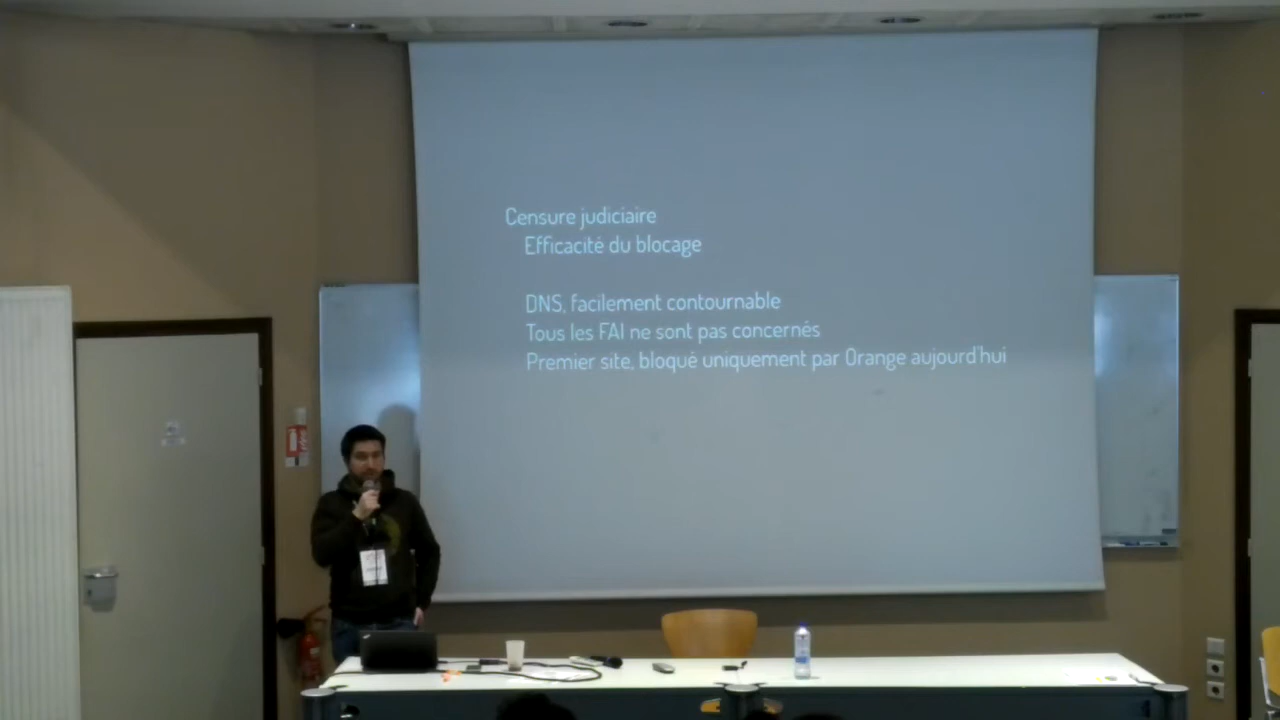 Censure judiciaire
Efficacité du blocage
DNS, facilement contournable
Tous les FAI ne sont pas concernés
Premier site, bloqué uniquement par Orange aujourd'hui